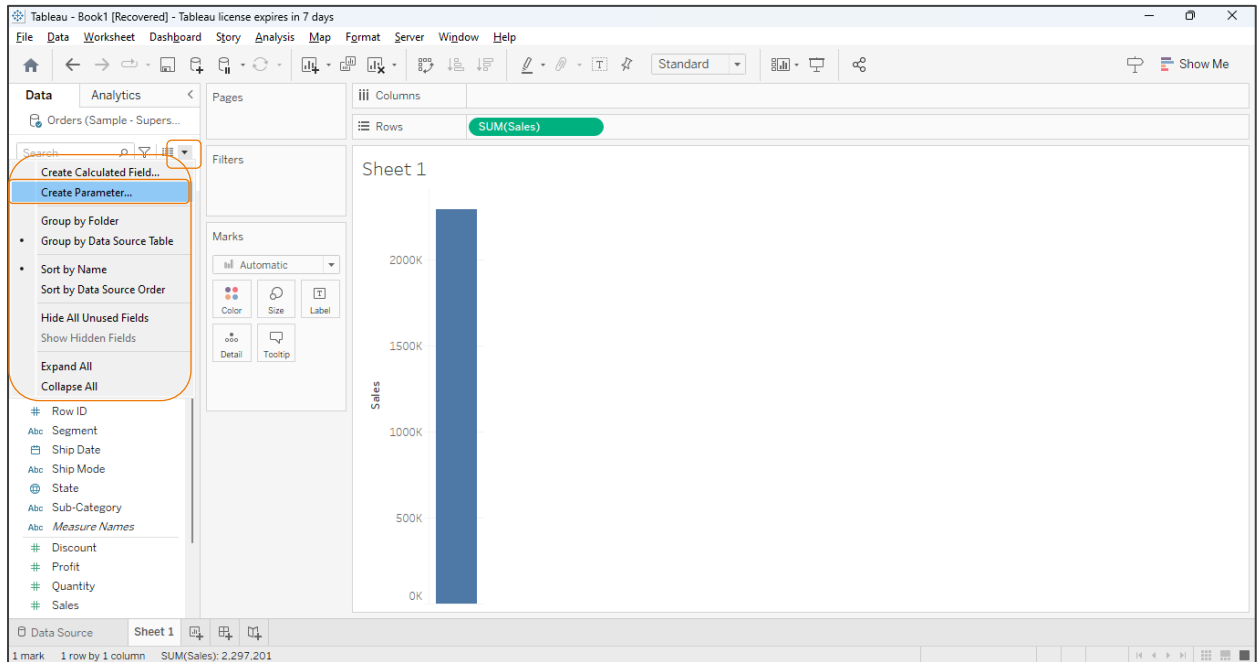 Tableau - Book1 [Recovered] - Tableau license expires in 7 days
File Data Worksheet Dashboard Story Analysis Map Format Server Window Help
Standard
Show Me
Data Analytics
Orders (Sample - Supers...
Search
Create Calculated Field...
Create Parameter...
Group by Folder
Group by Data Source Table
Sort by Name
Sort by Data Source Order
Hide All Unused Fields
Show Hidden Fields
Expand All
Collapse All
# Row ID
Abc Segment
Ship Date
Abc Ship Mode
State
Abc Sub-Category
Abc Measure Names
# Discount
# Profit
# Quantity
# Sales
Pages
Filters
Marks
Automatic
Color Size Label
Detail Tooltip
Columns
Rows SUM(Sales)
Sheet 1
2000K
1500K
1000K
500K
0K
Sales
Data Source Sheet 1
1 mark 1 row by 1 column SUM(Sales): 2,297,201